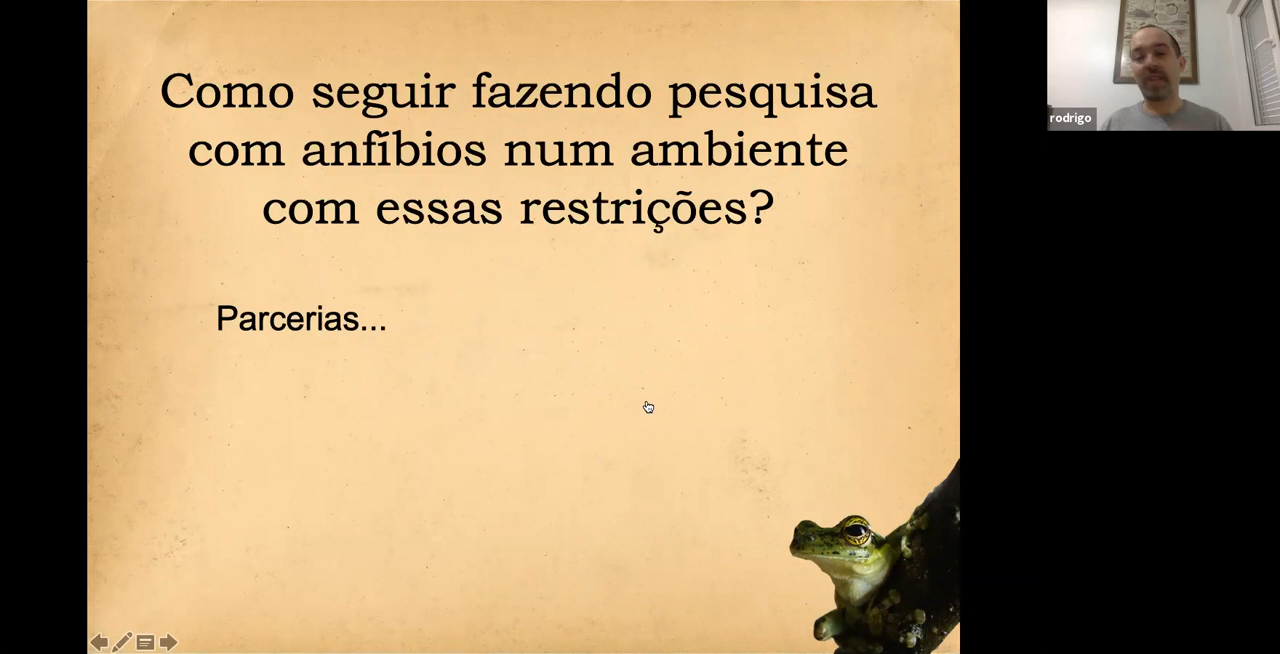 Como seguir fazendo pesquisa
com anfíbios num ambiente
com essas restrições?
Parcerias...
rodrigo